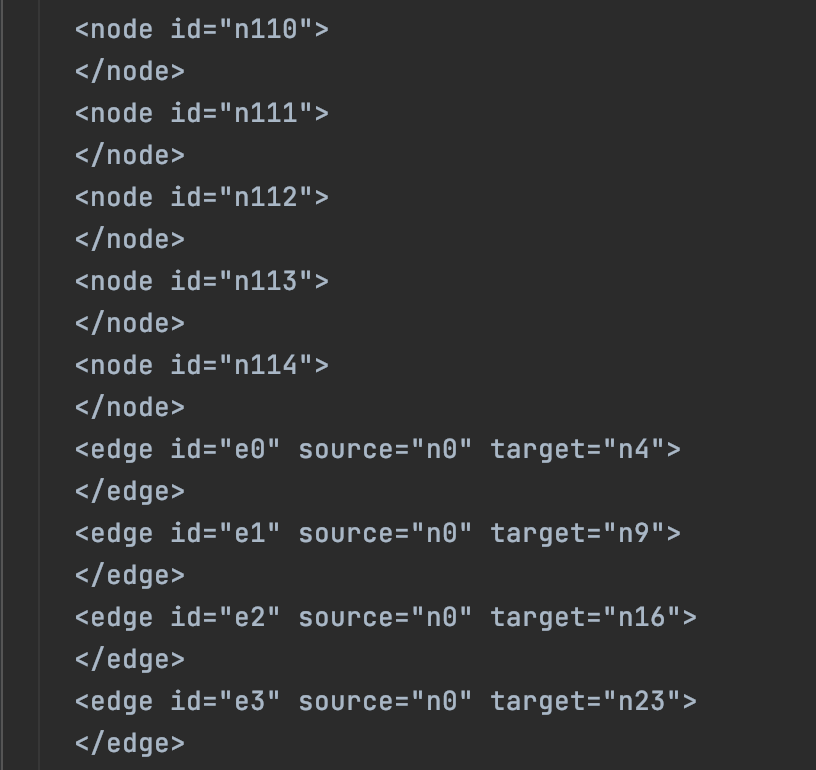 <node id="n110">
</node>
<node id="n111">
</node>
<node id="n112">
</node>
<node id="n113">
</node>
<node id="n114">
</node>
<edge id="e0" source="n0" target="n4">
</edge>
<edge id="e1" source="n0" target="n9">
</edge>
<edge id="e2" source="n0" target="n16">
</edge>
<edge id="e3" source="n0" target="n23">
</edge>